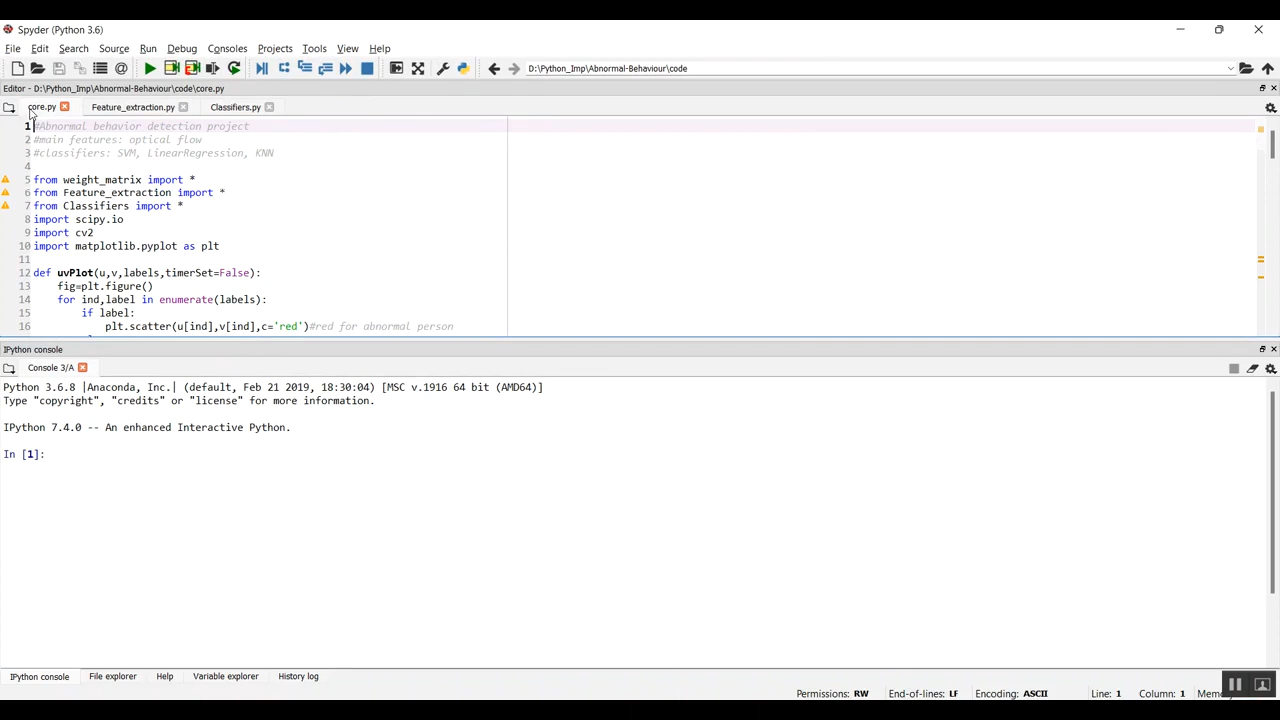 Spyder (Python 3.6)
File Edit Search Source Run Debug Consoles Projects Tools View Help
D:\Python_Imp\Abnormal-Behaviour\code
Editor - D:\Python_Imp\Abnormal-Behaviour\code\core.py
core.py Feature_extraction.py Classifiers.py
1 #Abnormal behavior detection project
2 #main features: optical flow
3 #classifiers: SVM, LinearRegression, KNN
4
5 from weight_matrix import *
6 from Feature_extraction import *
7 from Classifiers import *
8 import scipy.io
9 import cv2
10 import matplotlib.pyplot as plt
11
12 def uvPlot(u,v,labels,timerSet=False):
13 fig=plt.figure()
14 for ind,label in enumerate(labels):
15 if label:
16 plt.scatter(u[ind],v[ind],c='red')#red for abnormal person
IPython console
Console 3/A
Python 3.6.8 |Anaconda, Inc.| (default, Feb 21 2019, 18:30:04) [MSC v.1916 64 bit (AMD64)]
Type "copyright", "credits" or "license" for more information.
IPython 7.4.0 -- An enhanced Interactive Python.
In [1]:
IPython console File explorer Help Variable explorer History log
Permissions: RW End-of-lines: LF Encoding: ASCII Line: 1 Column: 1